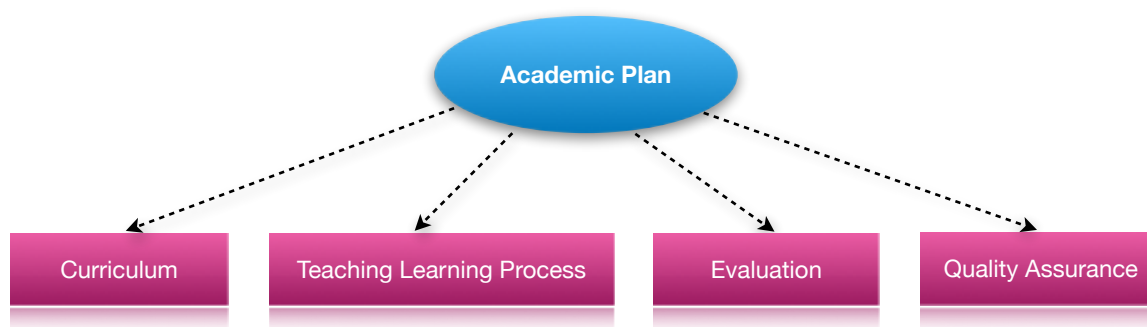 Academic Plan
Curriculum
Teaching Learning Process
Evaluation
Quality Assurance